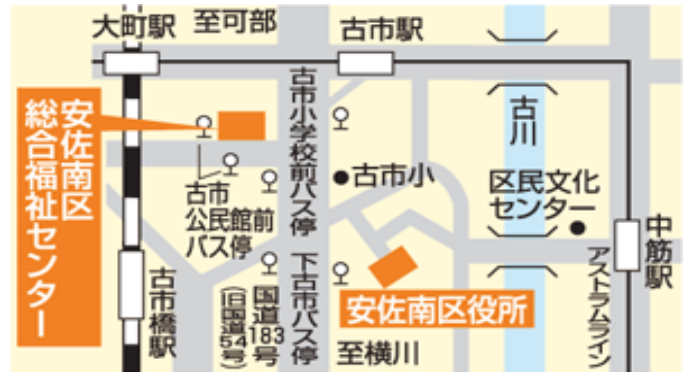 大町駅
至可部
古市駅
安佐南区
総合福祉センター
古市小学校前バス停
古川
古市
公民館前
バス停
古市小
区民文化
センター
中筋駅
アストラムライン
古市橋駅
国道183号
(旧国道54号)
下古市バス停
安佐南区役所
至横川